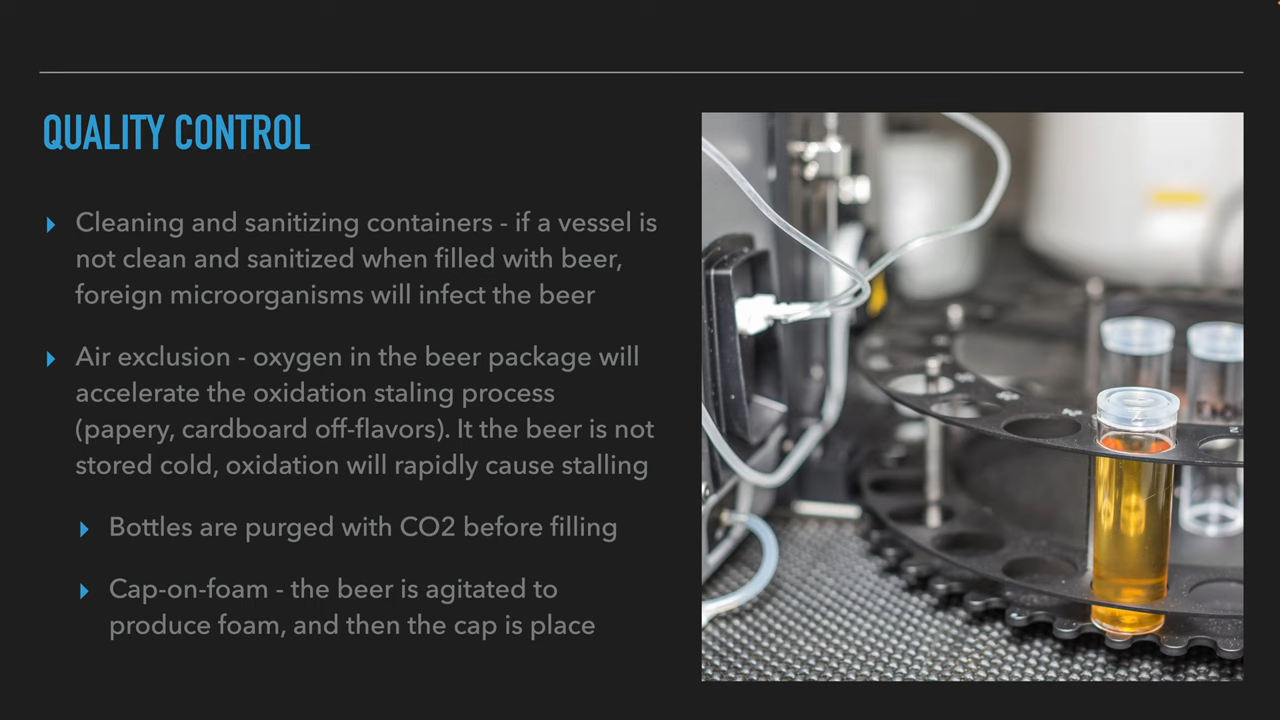 QUALITY CONTROL
Cleaning and sanitizing containers - if a vessel is
not clean and sanitized when filled with beer,
foreign microorganisms will infect the beer
Air exclusion - oxygen in the beer package will
accelerate the oxidation staling process
(papery, cardboard off-flavors). It the beer is not
stored cold, oxidation will rapidly cause stalling
Bottles are purged with CO2 before filling
Cap-on-foam - the beer is agitated to
produce foam, and then the cap is place